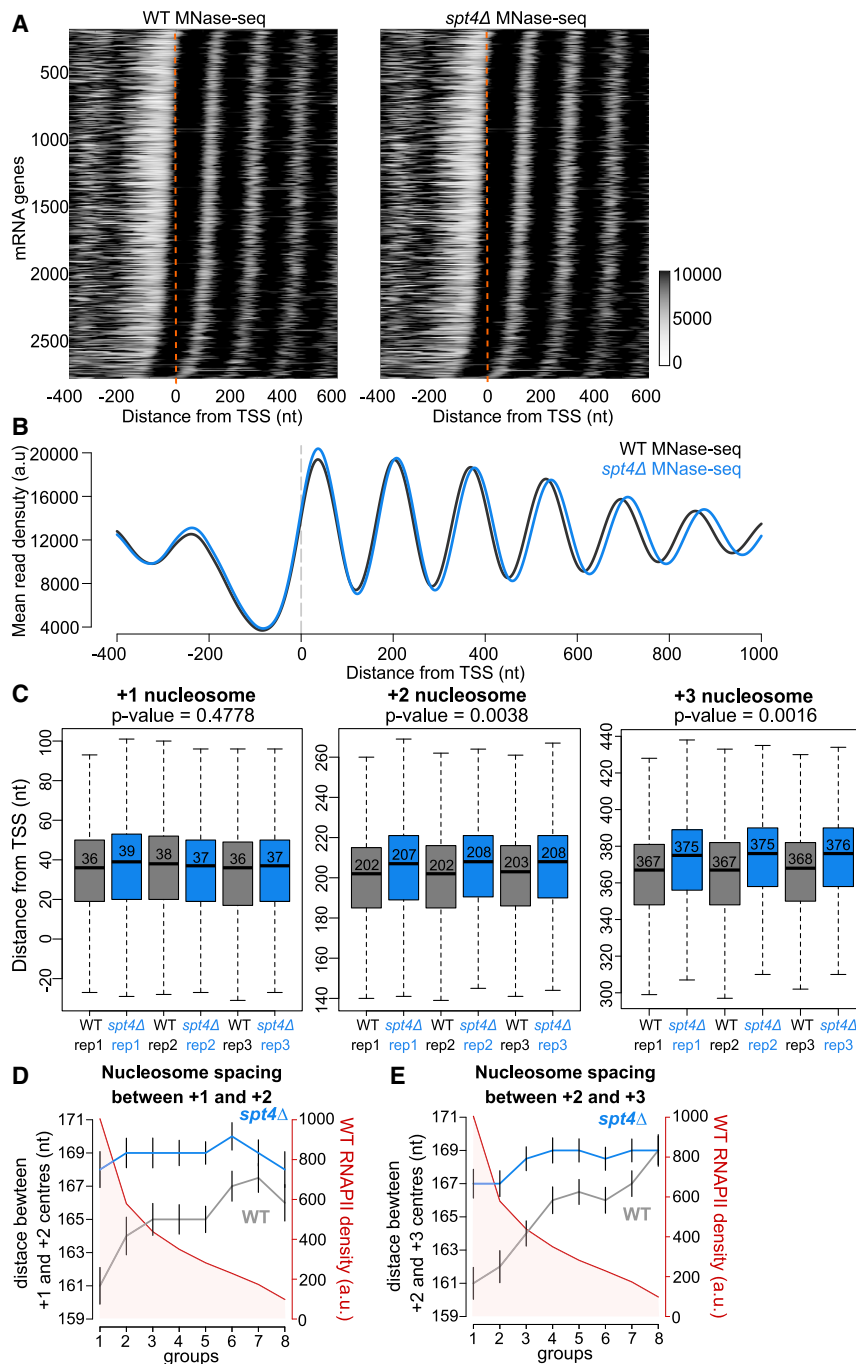 A
WT MNase-seq
spt4Δ MNase-seq
mRNA genes
500
1000
1500
2000
2500
-400 -200 0 200 400 600
-400 -200 0 200 400 600
Distance from TSS (nt)
Distance from TSS (nt)
10000
5000
0
B
Mean read densuty (a.u)
20000
16000
12000
8000
4000
WT MNase-seq
spt4Δ MNase-seq
-400 -200 0 200 400 600 800 1000
Distance from TSS (nt)
C
+1 nucleosome
p-value = 0.4778
Distance from TSS (nt)
100
80
60
40
20
0
-20
36 39 38 37 36 37
WT spt4Δ WT spt4Δ WT spt4Δ
rep1 rep1 rep2 rep2 rep3 rep3
+2 nucleosome
p-value = 0.0038
260
240
220
200
180
160
140
202 207 202 208 203 208
WT spt4Δ WT spt4Δ WT spt4Δ
rep1 rep1 rep2 rep2 rep3 rep3
+3 nucleosome
p-value = 0.0016
440
420
400
380
360
340
320
300
367 375 367 375 368 376
WT spt4Δ WT spt4Δ WT spt4Δ
rep1 rep1 rep2 rep2 rep3 rep3
D
Nucleosome spacing
between +1 and +2
spt4Δ
WT
distace bewteen
+1 and +2 centres (nt)
171
169
167
165
163
161
159
WT RNAPII density (a.u.)
1000
800
600
400
200
0
1 2 3 4 5 6 7 8
groups
E
Nucleosome spacing
between +2 and +3
spt4Δ
WT
distace bewteen
+2 and +3 centres (nt)
171
169
167
165
163
161
159
WT RNAPII density (a.u.)
1000
800
600
400
200
0
1 2 3 4 5 6 7 8
groups